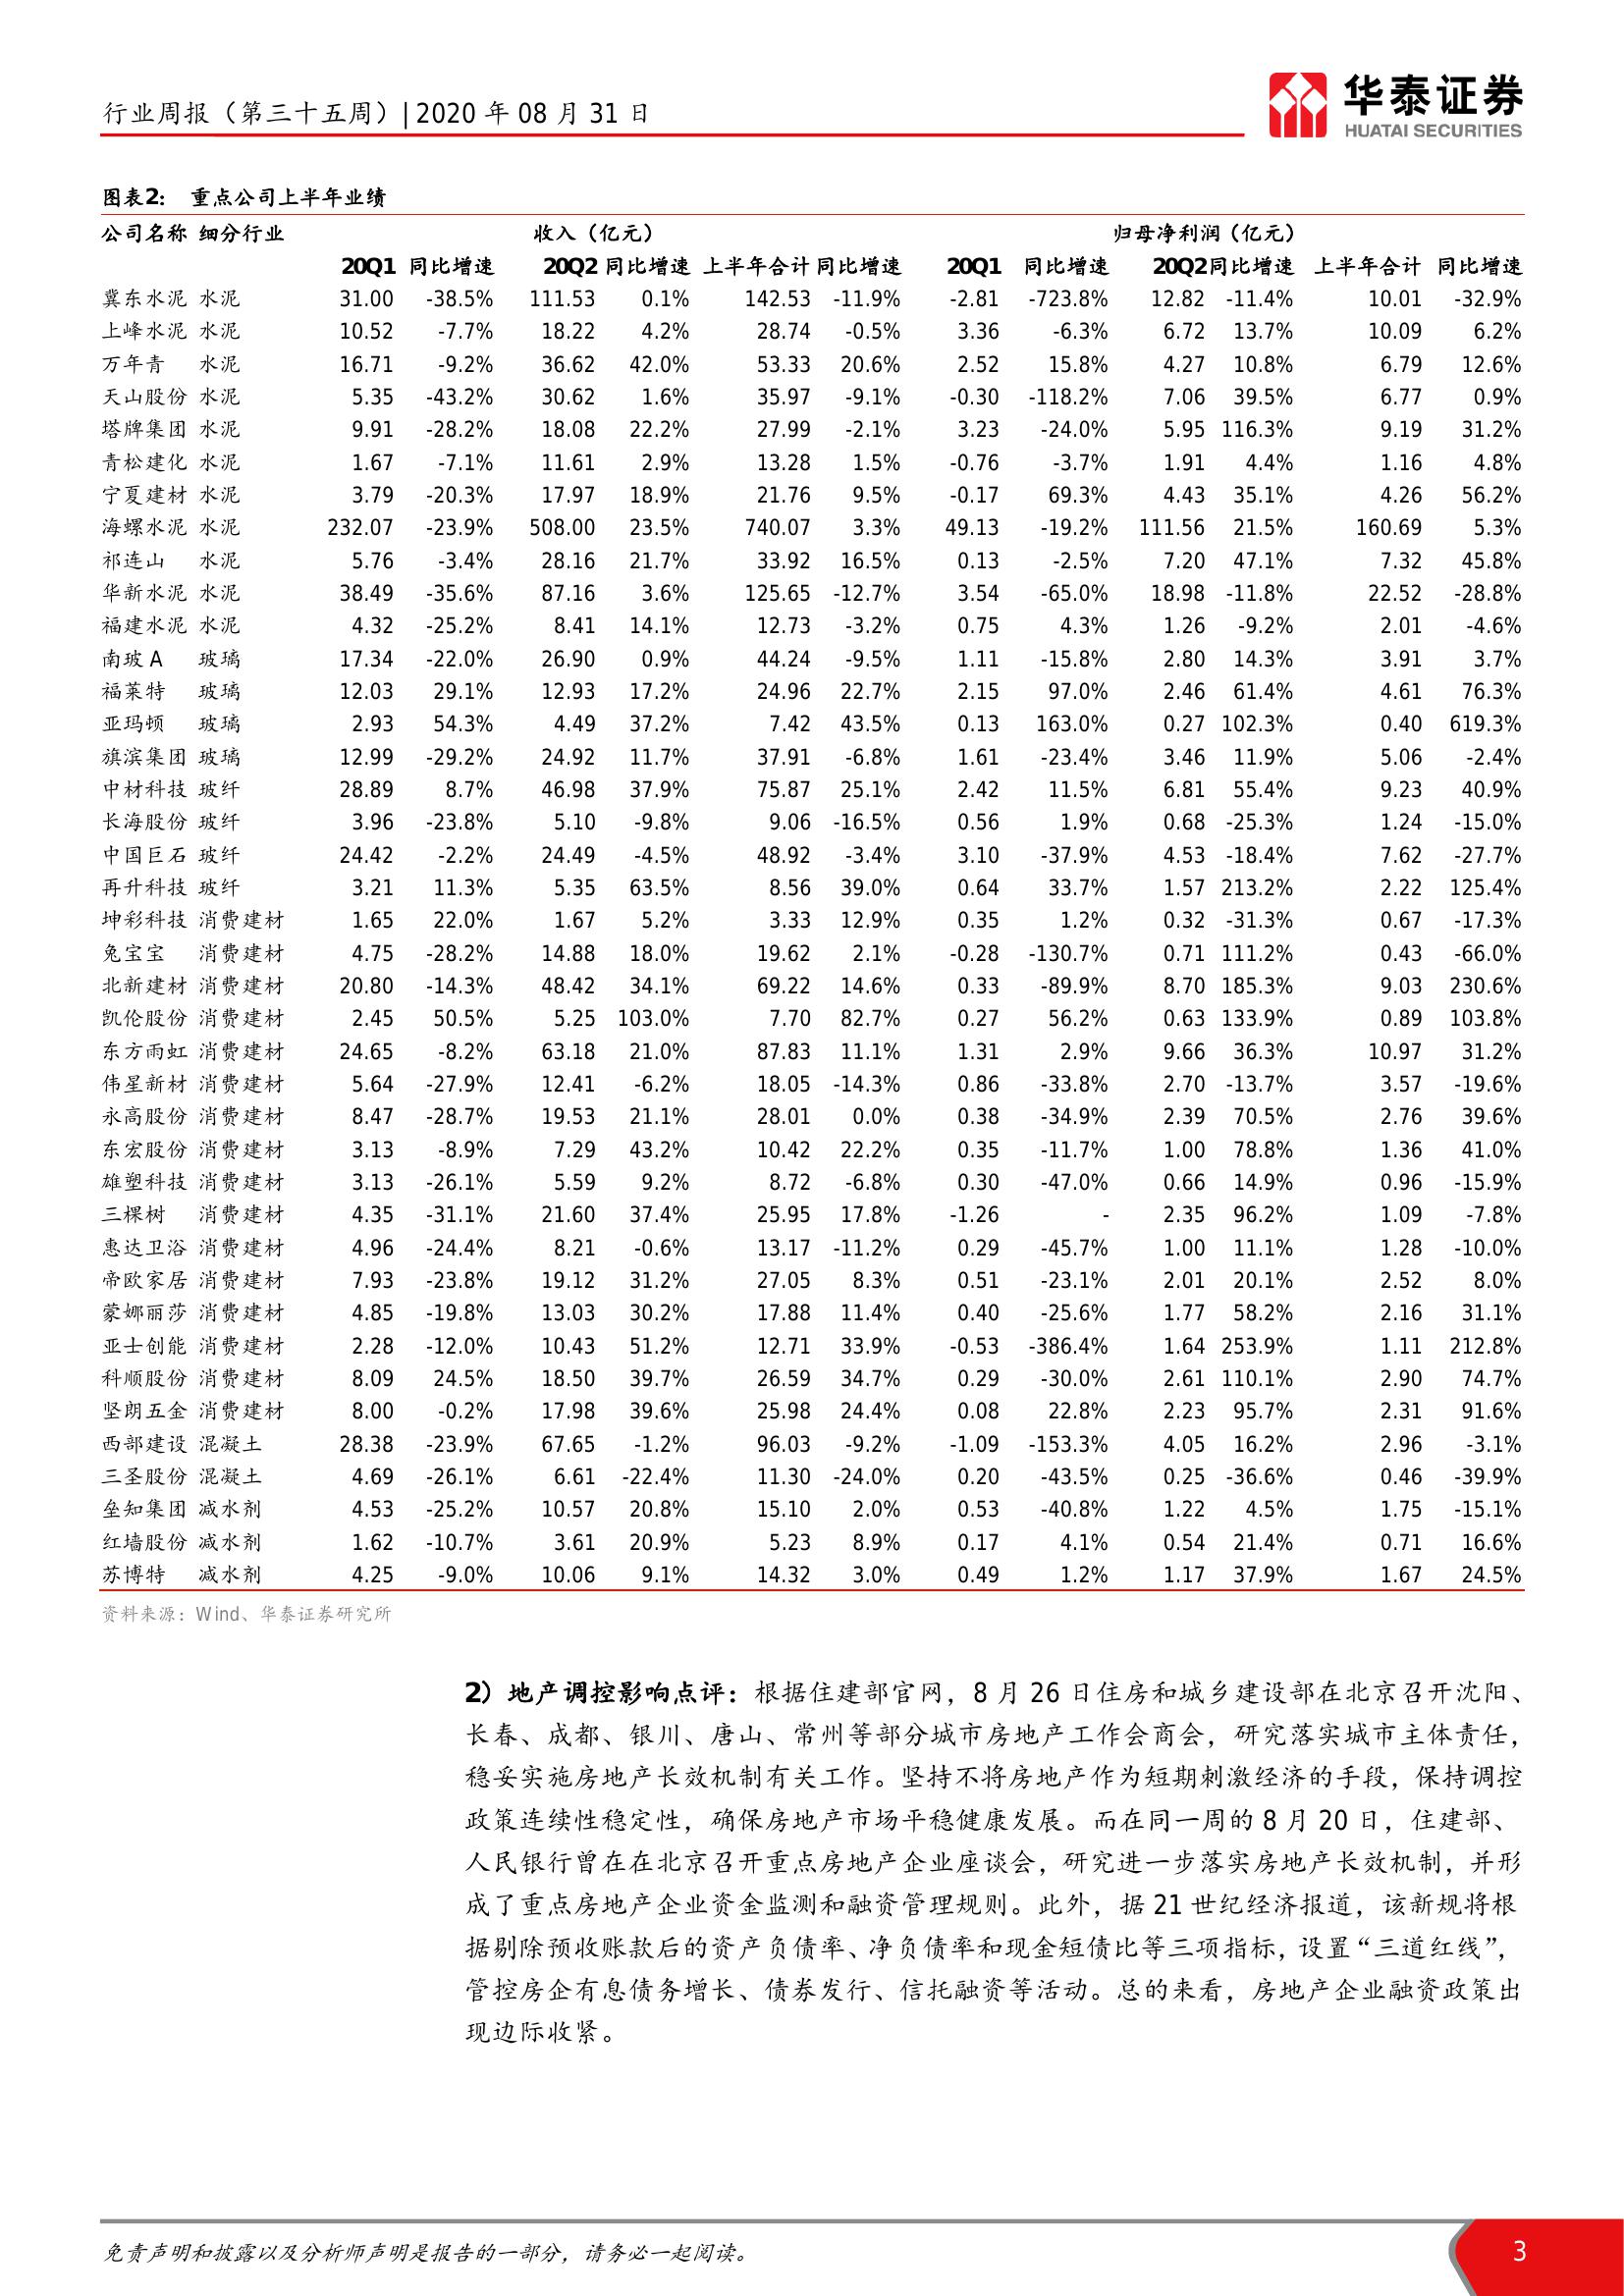 行业周报（第三十五周）| 2020 年 08 月 31 日
华泰证券
HUATAI SECURITIES
图表2： 重点公司上半年业绩
公司名称 细分行业 收入（亿元） 归母净利润（亿元）
20Q1 同比增速 20Q2 同比增速 上半年合计 同比增速 20Q1 同比增速 20Q2 同比增速 上半年合计 同比增速
冀东水泥 水泥 31.00 -38.5% 111.53 0.1% 142.53 -11.9% -2.81 -723.8% 12.82 -11.4% 10.01 -32.9%
上峰水泥 水泥 10.52 -7.7% 18.22 4.2% 28.74 -0.5% 3.36 -6.3% 6.72 13.7% 10.09 6.2%
万年青 水泥 16.71 -9.2% 36.62 42.0% 53.33 20.6% 2.52 15.8% 4.27 10.8% 6.79 12.6%
天山股份 水泥 5.35 -43.2% 30.62 1.6% 35.97 -9.1% -0.30 -118.2% 7.06 39.5% 6.77 0.9%
塔牌集团 水泥 9.91 -28.2% 18.08 22.2% 27.99 -2.1% 3.23 -24.0% 5.95 116.3% 9.19 31.2%
青松建化 水泥 1.67 -7.1% 11.61 2.9% 13.28 1.5% -0.76 -3.7% 1.91 4.4% 1.16 4.8%
宁夏建材 水泥 3.79 -20.3% 17.97 18.9% 21.76 9.5% -0.17 69.3% 4.43 35.1% 4.26 56.2%
海螺水泥 水泥 232.07 -23.9% 508.00 23.5% 740.07 3.3% 49.13 -19.2% 111.56 21.5% 160.69 5.3%
祁连山 水泥 5.76 -3.4% 28.16 21.7% 33.92 16.5% 0.13 -2.5% 7.20 47.1% 7.32 45.8%
华新水泥 水泥 38.49 -35.6% 87.16 3.6% 125.65 -12.7% 3.54 -65.0% 18.98 -11.8% 22.52 -28.8%
福建水泥 水泥 4.32 -25.2% 8.41 14.1% 12.73 -3.2% 0.75 4.3% 1.26 -9.2% 2.01 -4.6%
南玻 A 玻璃 17.34 -22.0% 26.90 0.9% 44.24 -9.5% 1.11 -15.8% 2.80 14.3% 3.91 3.7%
福莱特 玻璃 12.03 29.1% 12.93 17.2% 24.96 22.7% 2.15 97.0% 2.46 61.4% 4.61 76.3%
亚玛顿 玻璃 2.93 54.3% 4.49 37.2% 7.42 43.5% 0.13 163.0% 0.27 102.3% 0.40 619.3%
旗滨集团 玻璃 12.99 -29.2% 24.92 11.7% 37.91 -6.8% 1.61 -23.4% 3.46 11.9% 5.06 -2.4%
中材科技 玻纤 28.89 8.7% 46.98 37.9% 75.87 25.1% 2.42 11.5% 6.81 55.4% 9.23 40.9%
长海股份 玻纤 3.96 -23.8% 5.10 -9.8% 9.06 -16.5% 0.56 1.9% 0.68 -25.3% 1.24 -15.0%
中国巨石 玻纤 24.42 -2.2% 24.49 -4.5% 48.92 -3.4% 3.10 -37.9% 4.53 -18.4% 7.62 -27.7%
再升科技 玻纤 3.21 11.3% 5.35 63.5% 8.56 39.0% 0.64 33.7% 1.57 213.2% 2.22 125.4%
坤彩科技 消费建材 1.65 22.0% 1.67 5.2% 3.33 12.9% 0.35 1.2% 0.32 -31.3% 0.67 -17.3%
兔宝宝 消费建材 4.75 -28.2% 14.88 18.0% 19.62 2.1% -0.28 -130.7% 0.71 111.2% 0.43 -66.0%
北新建材 消费建材 20.80 -14.3% 48.42 34.1% 69.22 14.6% 0.33 -89.9% 8.70 185.3% 9.03 230.6%
凯伦股份 消费建材 2.45 50.5% 5.25 103.0% 7.70 82.7% 0.27 56.2% 0.63 133.9% 0.89 103.8%
东方雨虹 消费建材 24.65 -8.2% 63.18 21.0% 87.83 11.1% 1.31 2.9% 9.66 36.3% 10.97 31.2%
伟星新材 消费建材 5.64 -27.9% 12.41 -6.2% 18.05 -14.3% 0.86 -33.8% 2.70 -13.7% 3.57 -19.6%
永高股份 消费建材 8.47 -28.7% 19.53 21.1% 28.01 0.0% 0.38 -34.9% 2.39 70.5% 2.76 39.6%
东宏股份 消费建材 3.13 -8.9% 7.29 43.2% 10.42 22.2% 0.35 -11.7% 1.00 78.8% 1.36 41.0%
雄塑科技 消费建材 3.13 -26.1% 5.59 9.2% 8.72 -6.8% 0.30 -47.0% 0.66 14.9% 0.96 -15.9%
三棵树 消费建材 4.35 -31.1% 21.60 37.4% 25.95 17.8% -1.26 - 2.35 96.2% 1.09 -7.8%
惠达卫浴 消费建材 4.96 -24.4% 8.21 -0.6% 13.17 -11.2% 0.29 -45.7% 1.00 11.1% 1.28 -10.0%
帝欧家居 消费建材 7.93 -23.8% 19.12 31.2% 27.05 8.3% 0.51 -23.1% 2.01 20.1% 2.52 8.0%
蒙娜丽莎 消费建材 4.85 -19.8% 13.03 30.2% 17.88 11.4% 0.40 -25.6% 1.77 58.2% 2.16 31.1%
亚士创能 消费建材 2.28 -12.0% 10.43 51.2% 12.71 33.9% -0.53 -386.4% 1.64 253.9% 1.11 212.8%
科顺股份 消费建材 8.09 24.5% 18.50 39.7% 26.59 34.7% 0.29 -30.0% 2.61 110.1% 2.90 74.7%
坚朗五金 消费建材 8.00 -0.2% 17.98 39.6% 25.98 24.4% 0.08 22.8% 2.23 95.7% 2.31 91.6%
西部建设 混凝土 28.38 -23.9% 67.65 -1.2% 96.03 -9.2% -1.09 -153.3% 4.05 16.2% 2.96 -3.1%
三圣股份 混凝土 4.69 -26.1% 6.61 -22.4% 11.30 -24.0% 0.20 -43.5% 0.25 -36.6% 0.46 -39.9%
垒知集团 减水剂 4.53 -25.2% 10.57 20.8% 15.10 2.0% 0.53 -40.8% 1.22 4.5% 1.75 -15.1%
红墙股份 减水剂 1.62 -10.7% 3.61 20.9% 5.23 8.9% 0.17 4.1% 0.54 21.4% 0.71 16.6%
苏博特 减水剂 4.25 -9.0% 10.06 9.1% 14.32 3.0% 0.49 1.2% 1.17 37.9% 1.67 24.5%
资料来源：Wind、华泰证券研究所
2）地产调控影响点评：根据住建部官网，8 月 26 日住房和城乡建设部在北京召开沈阳、
长春、成都、银川、唐山、常州等部分城市房地产工作会商会，研究落实城市主体责任，
稳妥实施房地产长效机制有关工作。坚持不将房地产作为短期刺激经济的手段，保持调控
政策连续性稳定性，确保房地产市场平稳健康发展。而在同一周的 8 月 20 日，住建部、
人民银行曾在在北京召开重点房地产企业座谈会，研究进一步落实房地产长效机制，并形
成了重点房地产企业资金监测和融资管理规则。此外，据 21 世纪经济报道，该新规将根
据剔除预收账款后的资产负债率、净负债率和现金短债比等三项指标，设置“三道红线”，
管控房企有息债务增长、债券发行、信托融资等活动。总的来看，房地产企业融资政策出
现边际收紧。
免责声明和披露以及分析师声明是报告的一部分，请务必一起阅读。
3